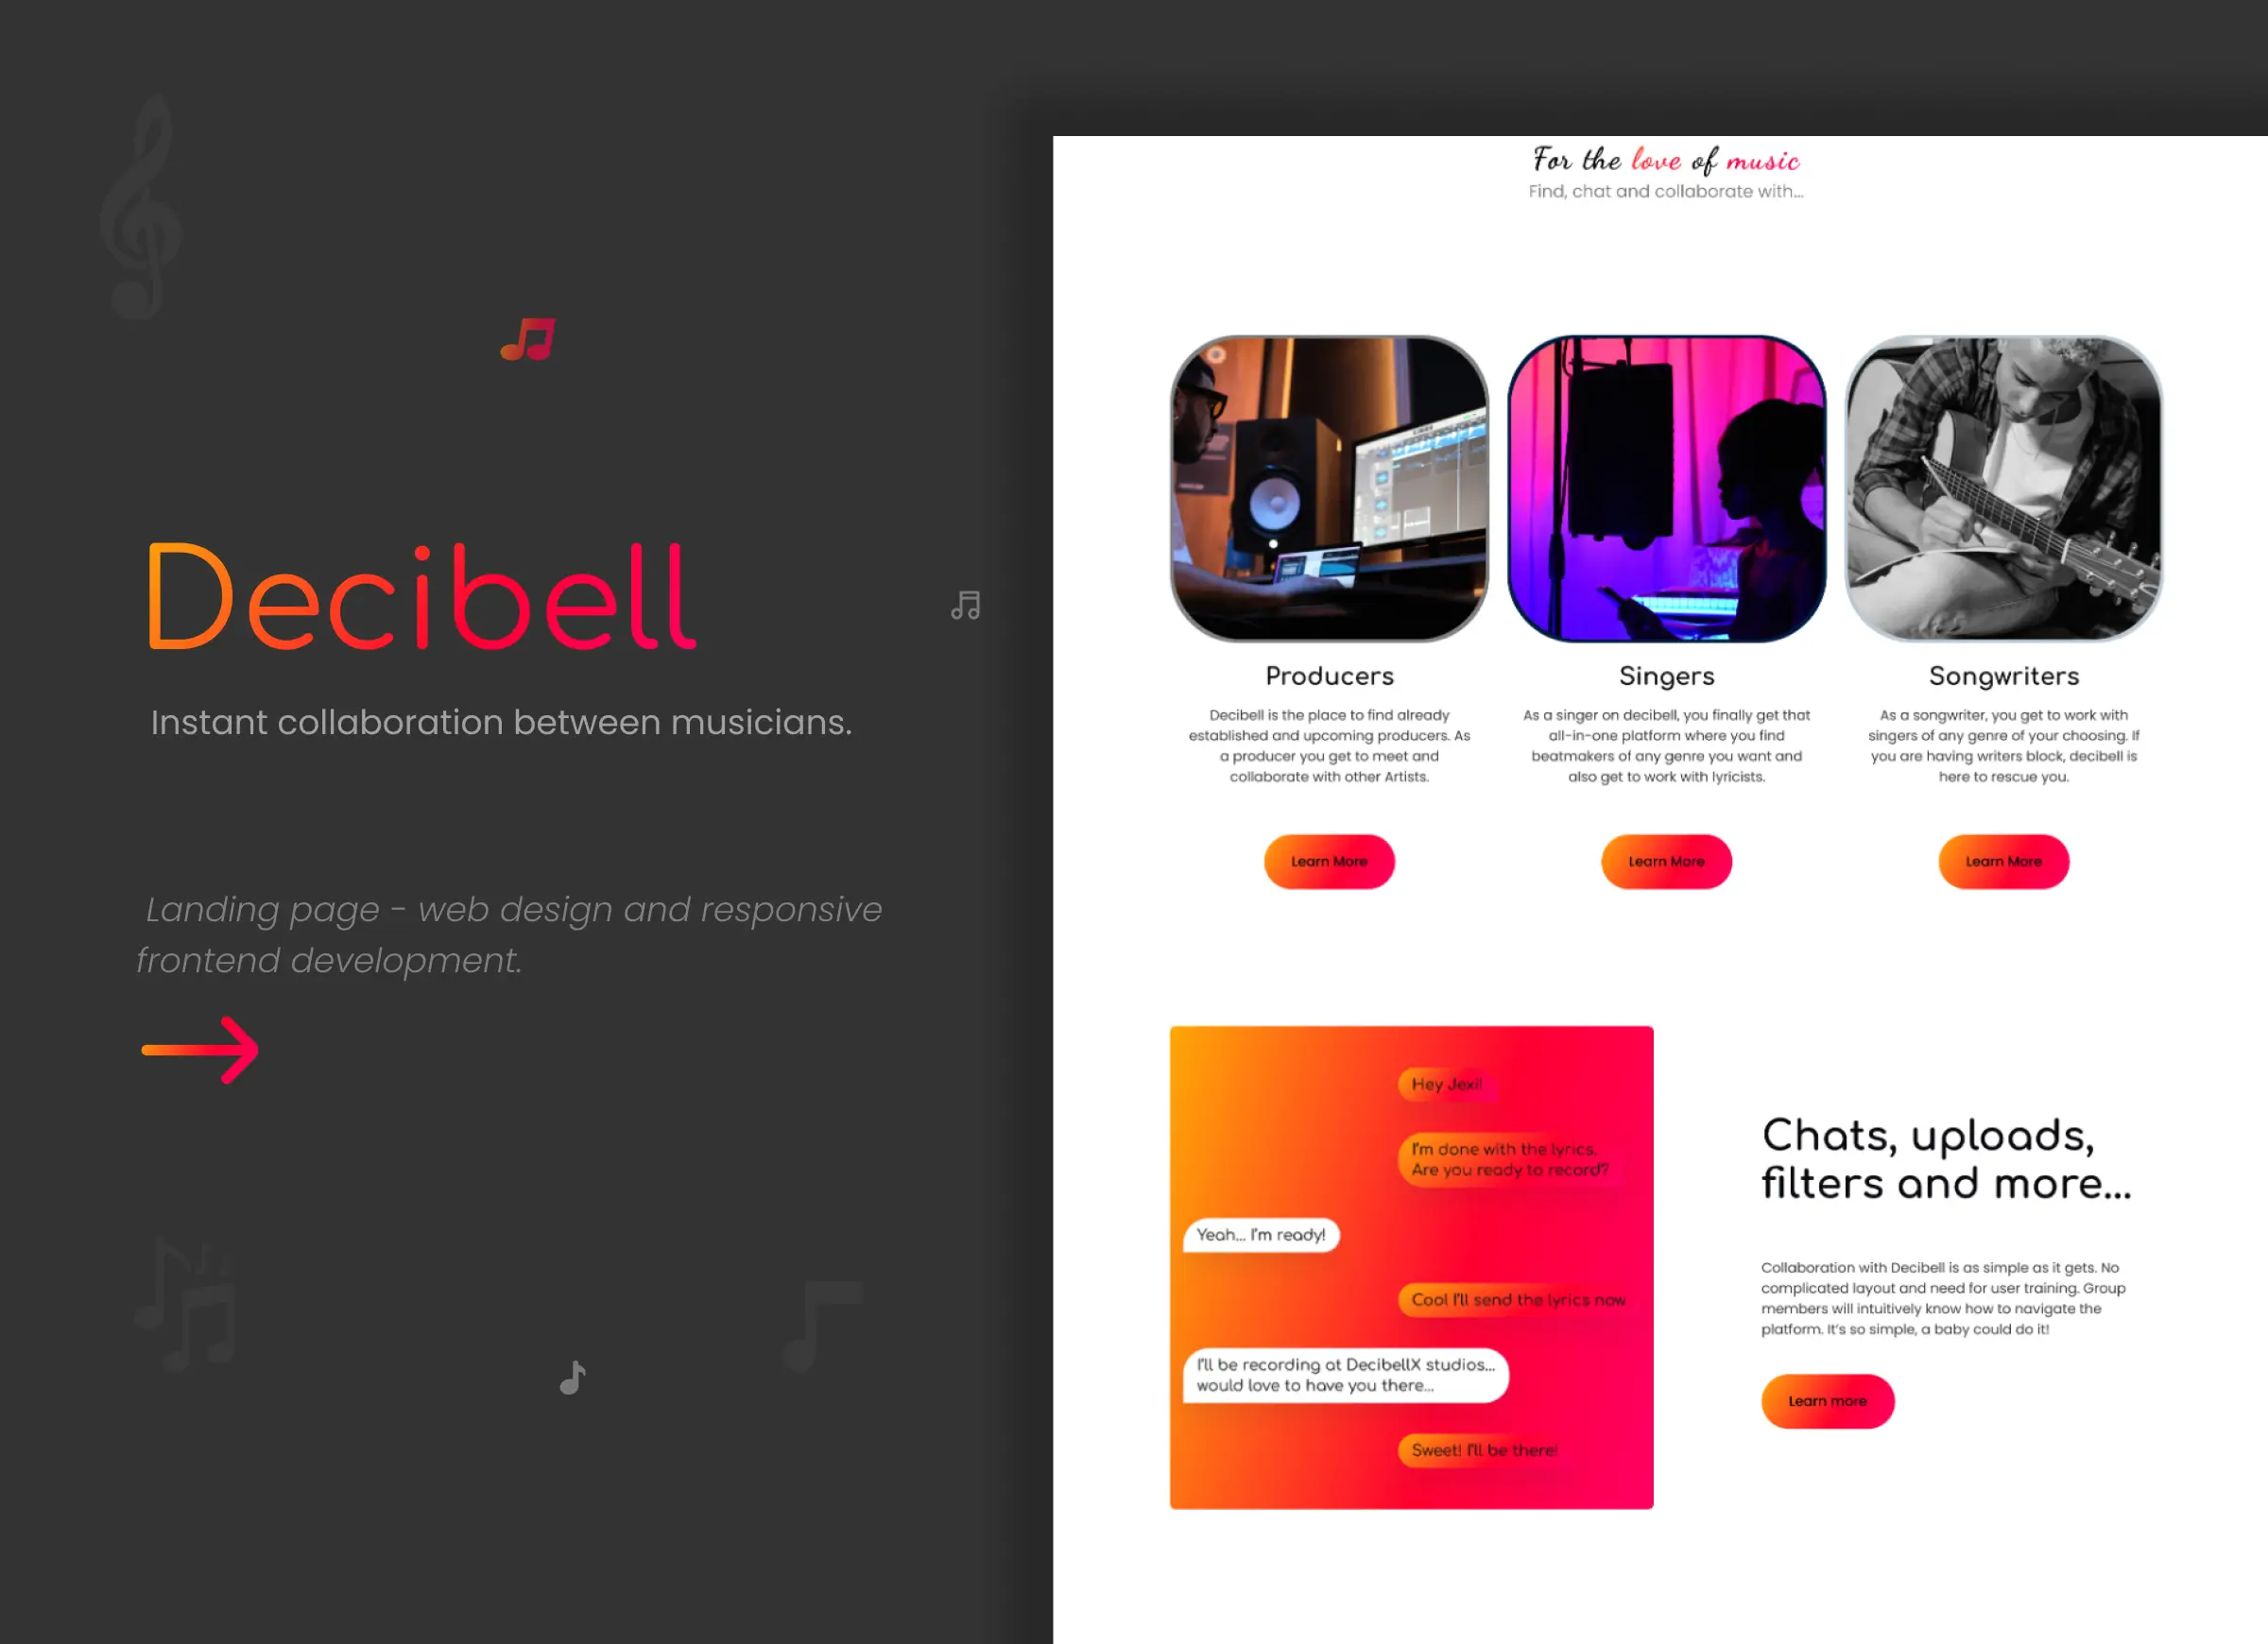 Decibell
Instant collaboration between musicians.
Landing page - web design and responsive
frontend development.
For the love of music
Find, chat and collaborate with...
Producers
Decibell is the place to find already
established and upcoming producers. As
a producer you get to meet and
collaborate with other Artists.
Learn More
Singers
As a singer on decibell, you finally get that
all-in-one platform where you find
beatmakers of any genre you want and
also get to work with lyricists.
Learn More
Songwriters
As a songwriter, you get to work with
singers of any genre of your choosing. If
you are having writers block, decibell is
here to rescue you.
Learn More
Hey Jexi!
I'm done with the lyrics.
Are you ready to record?
Yeah... I'm ready!
Cool I'll send the lyrics now
I'll be recording at DecibellX studios...
would love to have you there...
Sweet! I'll be there!
Chats, uploads,
filters and more...
Collaboration with Decibell is as simple as it gets. No
complicated layout and need for user training. Group
members will intuitively know how to navigate the
platform. It's so simple, a baby could do it!
Learn more